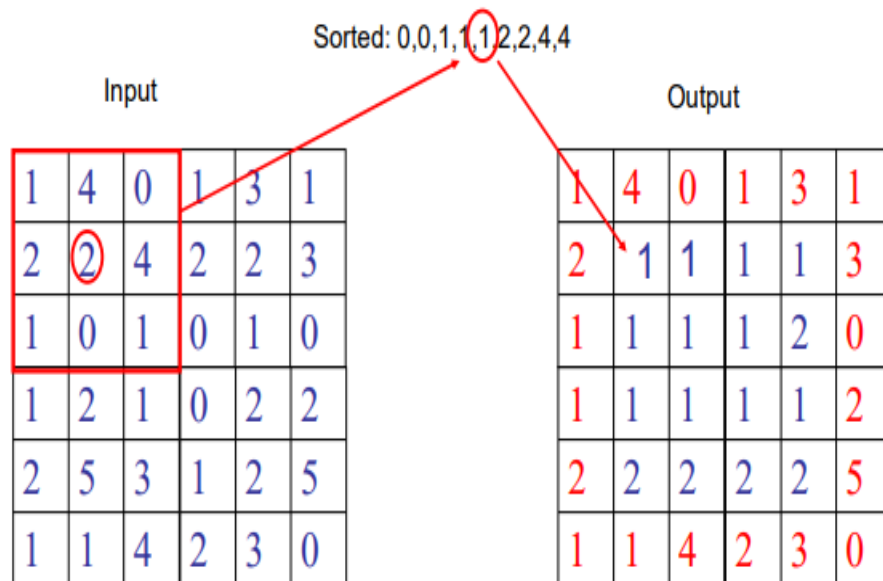 Sorted: 0,0,1,1,1,2,2,4,4
Input
Output
1 4 0 1 3 1
2 2 4 2 2 3
1 0 1 0 1 0
1 2 1 0 2 2
2 5 3 1 2 5
1 1 4 2 3 0
1 4 0 1 3 1
2 1 1 1 1 3
1 1 1 1 2 0
1 1 1 1 1 2
2 2 2 2 2 5
1 1 4 2 3 0